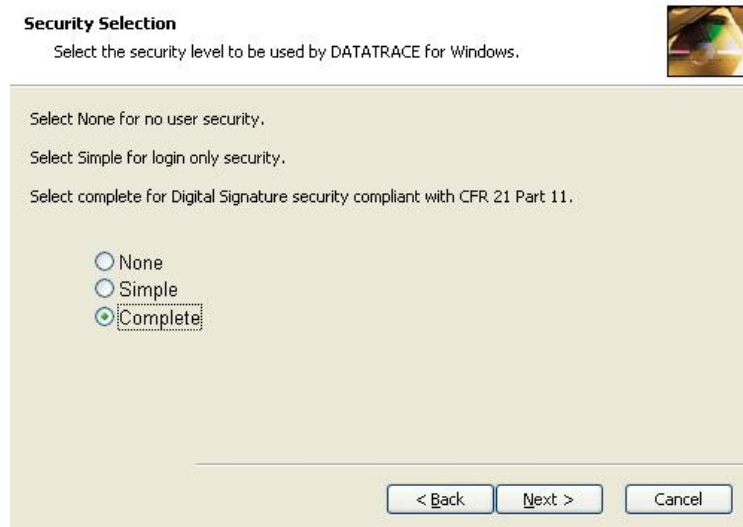 Security Selection
Select the security level to be used by DATATRACE for Windows.
Select None for no user security.
Select Simple for login only security.
Select complete for Digital Signature security compliant with CFR 21 Part 11.
None
Simple
Complete
< Back
Next >
Cancel